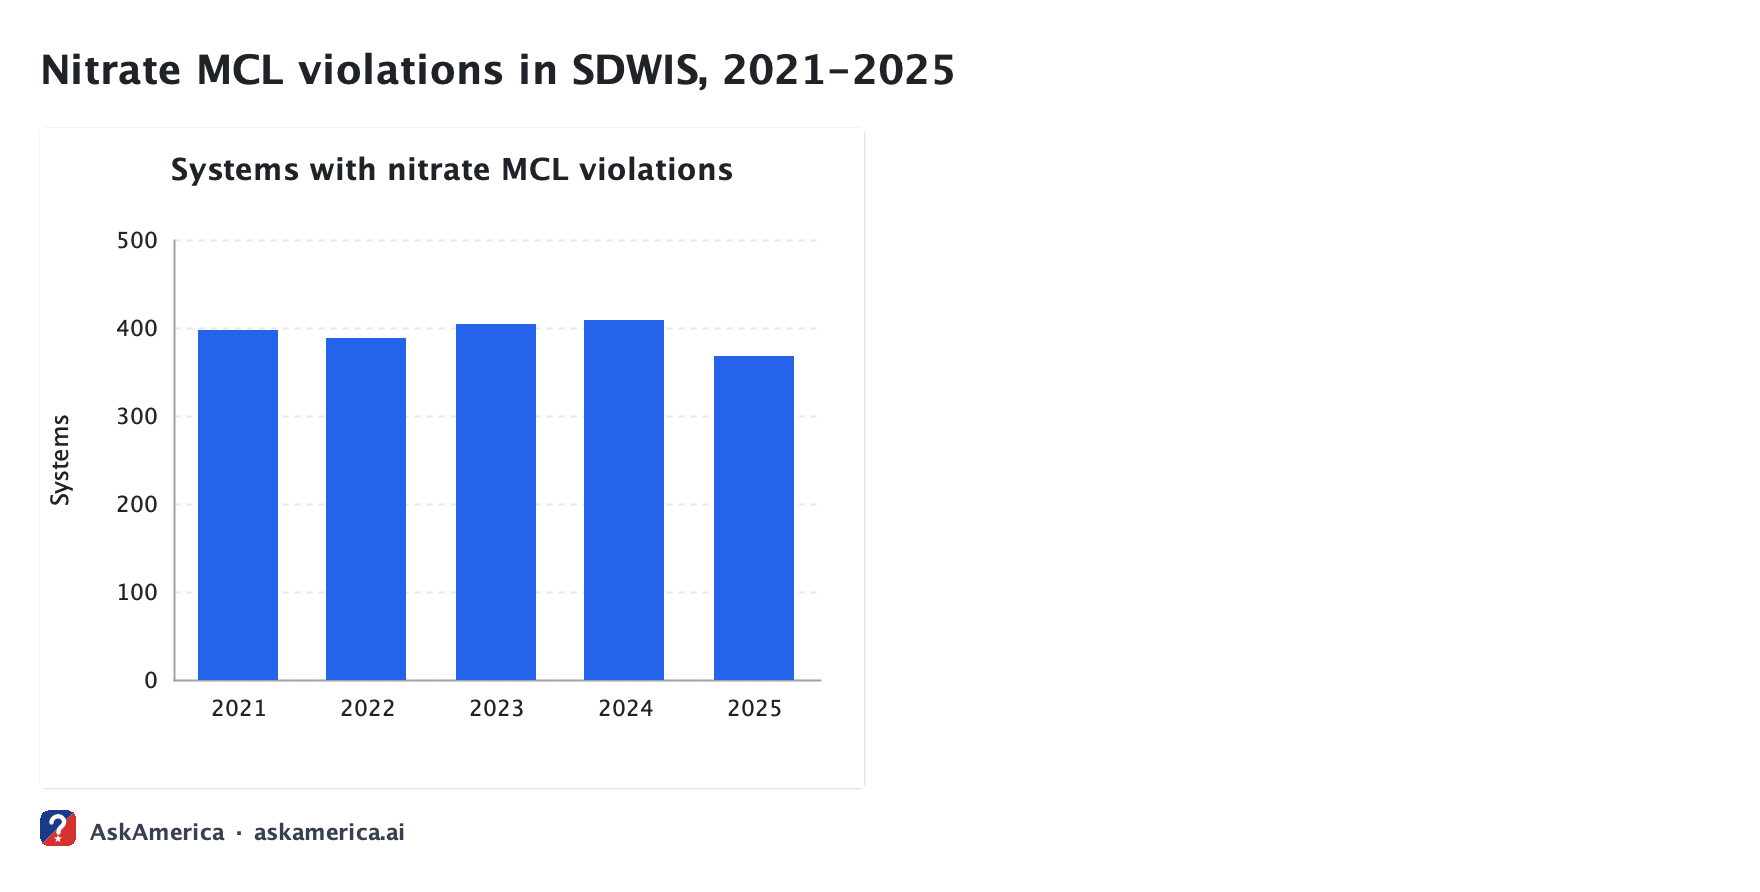 Nitrate MCL violations in SDWIS, 2021–2025
Systems with nitrate MCL violations
Systems
500
400
300
200
100
0
2021 2022 2023 2024 2025
AskAmerica · askamerica.ai